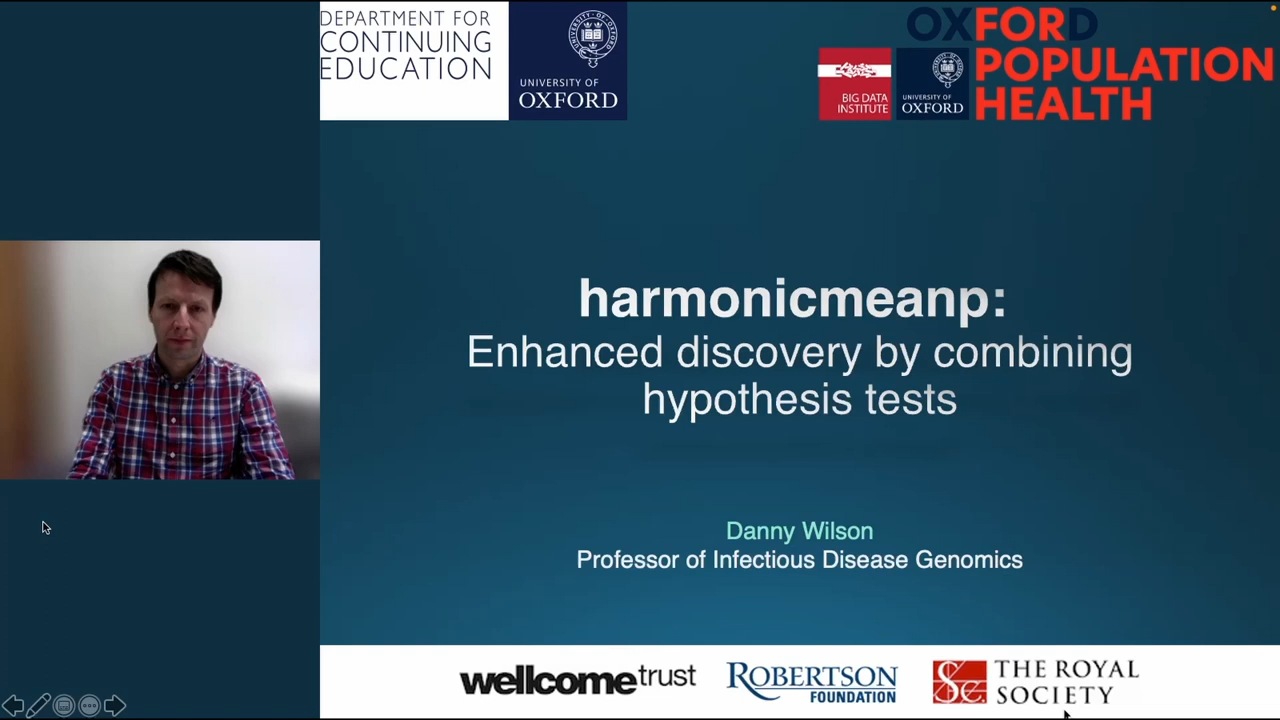 DEPARTMENT FOR
CONTINUING
EDUCATION
UNIVERSITY OF
OXFORD
OXFORD
POPULATION
HEALTH
BIG DATA
INSTITUTE
UNIVERSITY OF
OXFORD
harmonicmeanp:
Enhanced discovery by combining
hypothesis tests
Danny Wilson
Professor of Infectious Disease Genomics
wellcometrust
ROBERTSON
FOUNDATION
THE ROYAL
SOCIETY